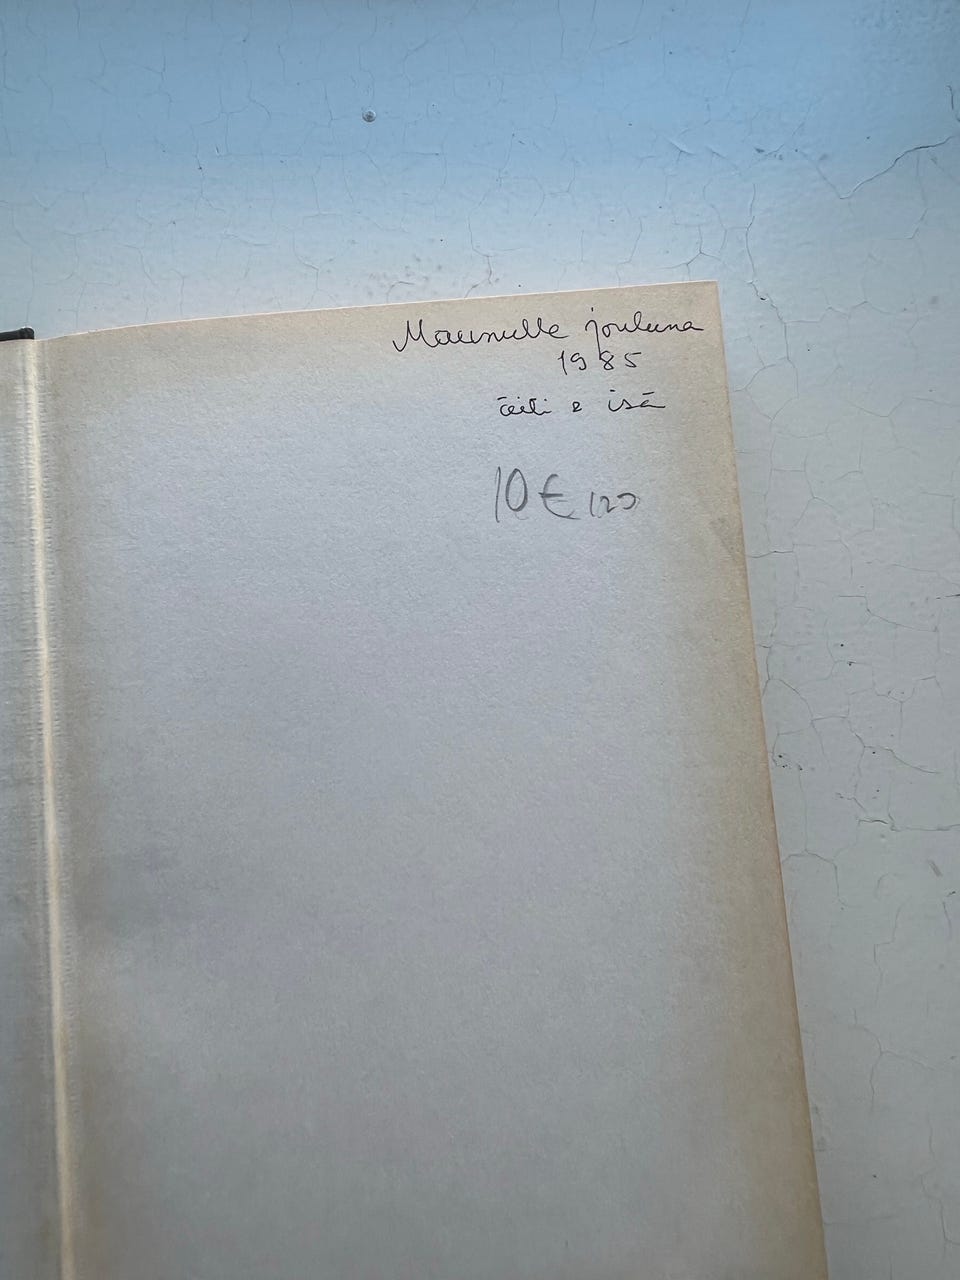 Maunulle jouluna
1985
äiti & isä
10 € 120